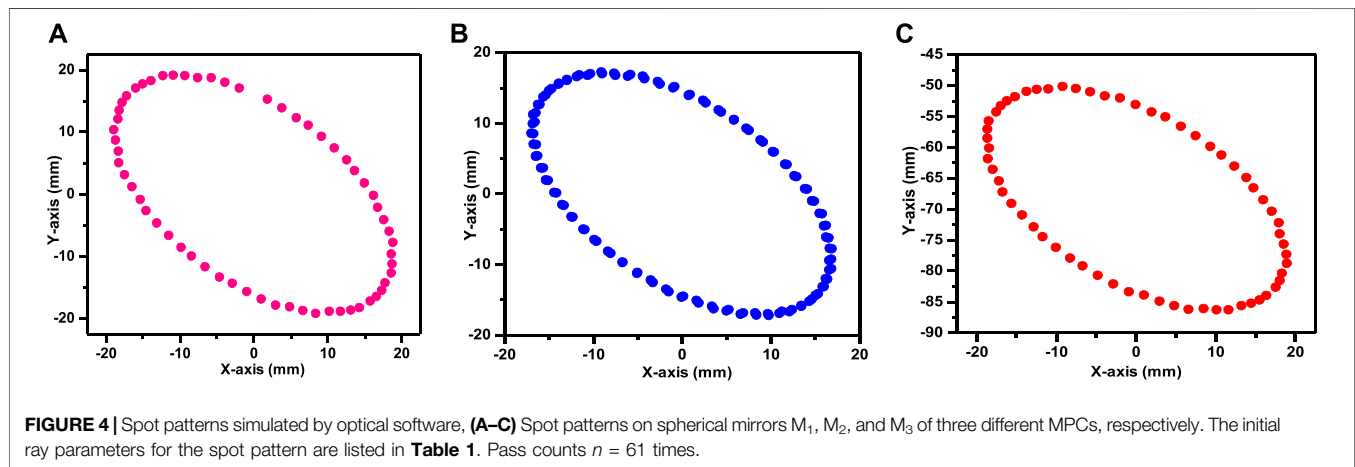 A
20
10
0
-10
-20
Y-axis (mm)
-20 -10 0 10 20
X-axis (mm)
B
20
10
0
-10
-20
Y-axis (mm)
-20 -10 0 10 20
X-axis (mm)
C
-45
-50
-55
-60
-65
-70
-75
-80
-85
-90
Y-axis (mm)
-20 -10 0 10 20
X-axis (mm)
FIGURE 4 | Spot patterns simulated by optical software, (A–C) Spot patterns on spherical mirrors M₁, M₂, and M₃ of three different MPCs, respectively. The initial
ray parameters for the spot pattern are listed in Table 1. Pass counts n = 61 times.